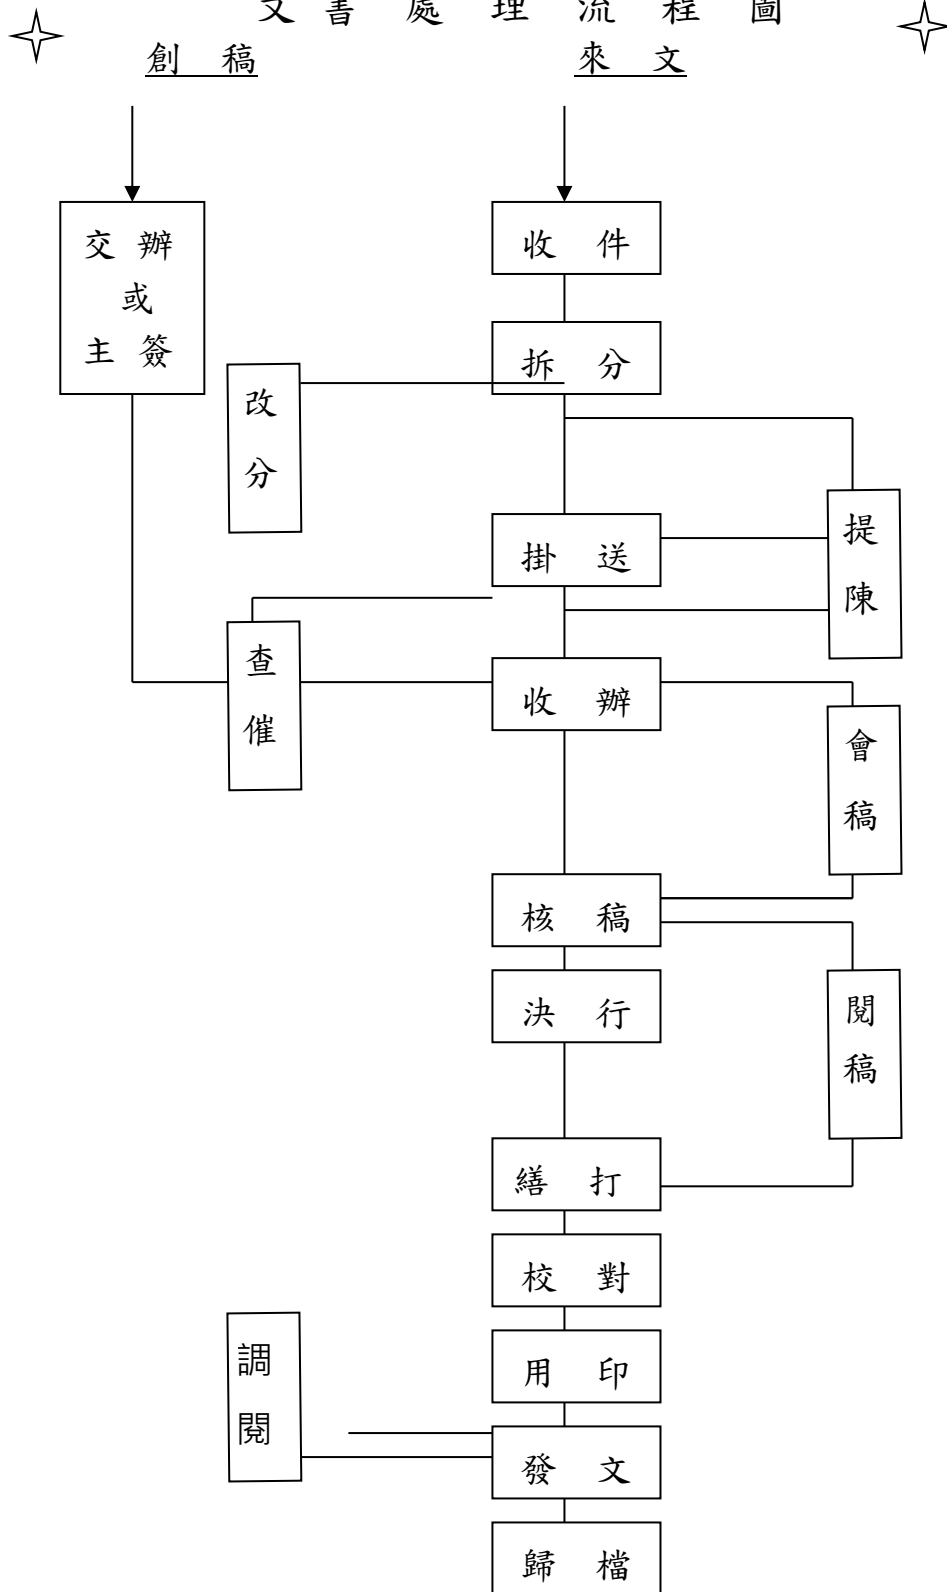 文書處理流程圖
創稿
來文
交辦
或
主簽
收件
拆分
改分
掛送
提陳
查催
收辦
會稿
核稿
決行
閱稿
繕打
校對
用印
調閱
發文
歸檔